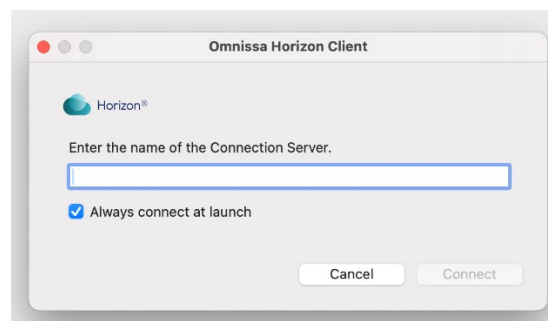 Omnissa Horizon Client
Horizon®
Enter the name of the Connection Server.
Always connect at launch
Cancel
Connect